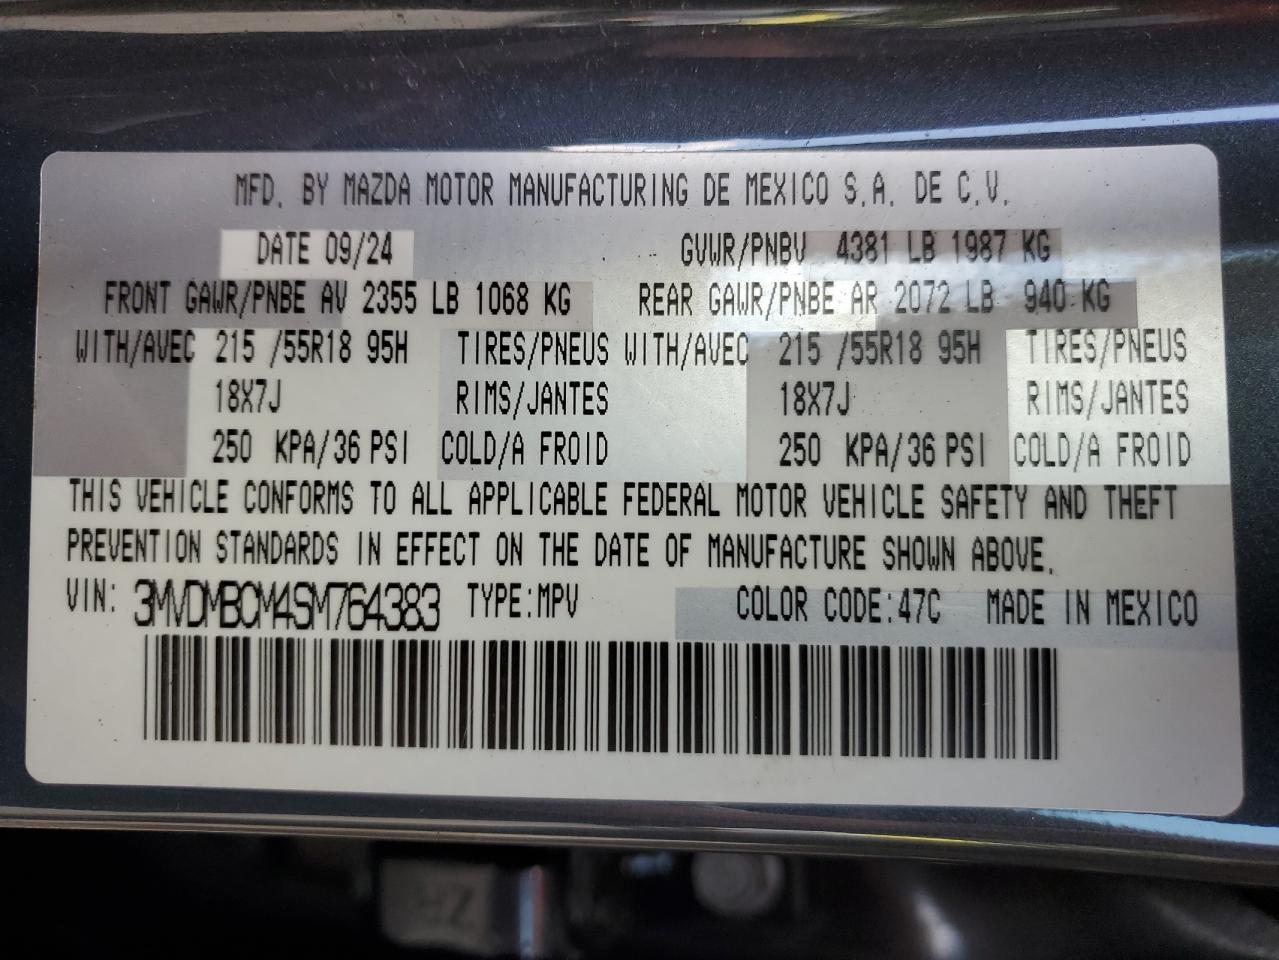 MFD. BY MAZDA MOTOR MANUFACTURING DE MEXICO S.A. DE C.V.
DATE 09/24 GVWR/PNBV 4381 LB 1987 KG
FRONT GAWR/PNBE AV 2355 LB 1068 KG REAR GAWR/PNBE AR 2072 LB 940 KG
WITH/AVEC 215 /55R18 95H TIRES/PNEUS WITH/AVEC 215 /55R18 95H TIRES/PNEUS
18X7J RIMS/JANTES 18X7J RIMS/JANTES
250 KPA/36 PSI COLD/A FROID 250 KPA/36 PSI COLD/A FROID
THIS VEHICLE CONFORMS TO ALL APPLICABLE FEDERAL MOTOR VEHICLE SAFETY AND THEFT
PREVENTION STANDARDS IN EFFECT ON THE DATE OF MANUFACTURE SHOWN ABOVE.
VIN: 3MVDMBCM4SM764383 TYPE:MPV COLOR CODE:47C MADE IN MEXICO